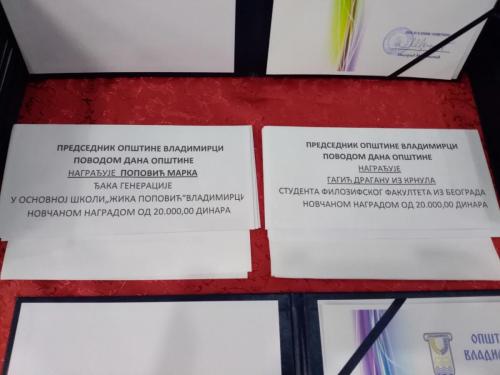 ПРЕДСЕДНИК ОПШТИНЕ ВЛАДИМИРЦИ
ПОВОДОМ ДАНА ОПШТИНЕ
НАГРАЂУЈЕ ПОПОВИЋ МАРКА
ЂАКА ГЕНЕРАЦИЈЕ
У ОСНОВНОЈ ШКОЛИ„ЖИКА ПОПОВИЋ"ВЛАДИМИРЦИ
НОВЧАНОМ НАГРАДОМ ОД 20.000,00 ДИНАРА
ПРЕДСЕДНИК ОПШТИНЕ ВЛАДИМИРЦИ
ПОВОДОМ ДАНА ОПШТИНЕ
НАГРАЂУЈЕ
ГАГИЋ ДРАГАНУ ИЗ КРНУЛА
СТУДЕНТА ФИЛОЗИФСКОГ ФАКУЛТЕТА ИЗ БЕОГРАДА
НОВЧАНОМ НАГРАДОМ ОД 20.000,00 ДИНАРА
ОПШТ
ВЛАДИ